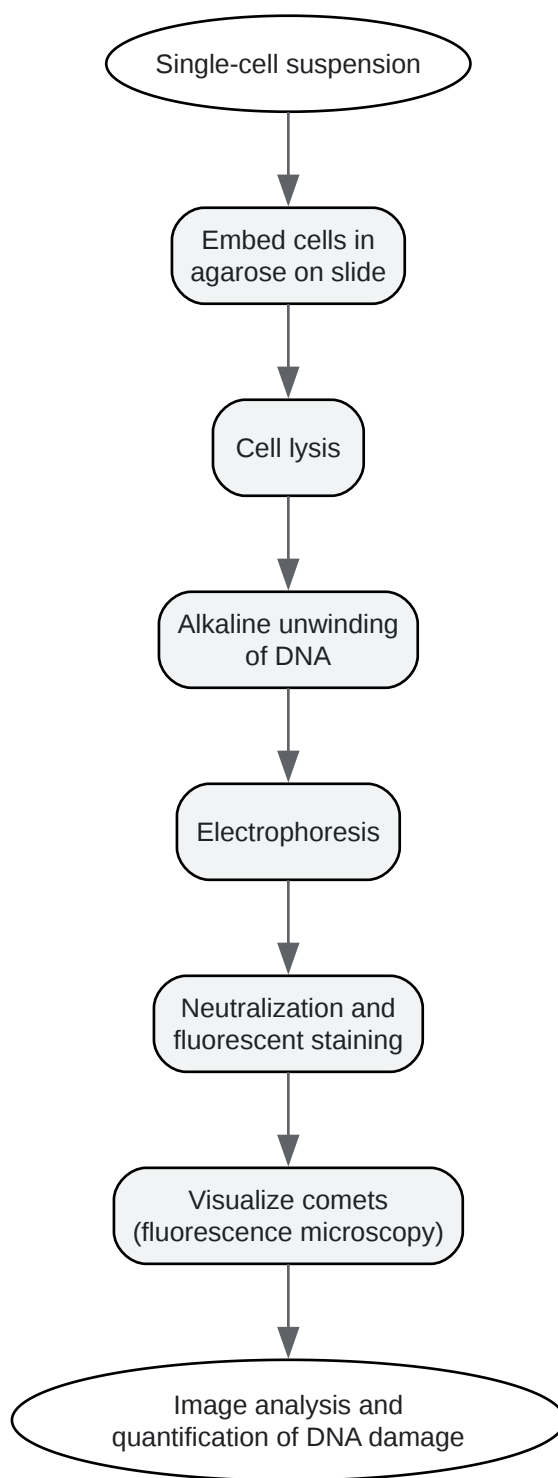 Single-cell suspension
Embed cells in
agarose on slide
Cell lysis
Alkaline unwinding
of DNA
Electrophoresis
Neutralization and
fluorescent staining
Visualize comets
(fluorescence microscopy)
Image analysis and
quantification of DNA damage